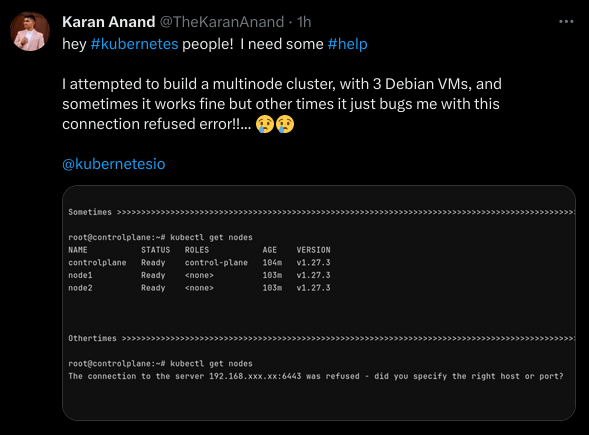 Karan Anand @TheKaranAnand · 1h
hey #kubernetes people! I need some #help
I attempted to build a multinode cluster, with 3 Debian VMs, and
sometimes it works fine but other times it just bugs me with this
connection refused error!!... 😢😢
@kubernetesio
Sometimes >>>>>>>>>>>>>>>>>>>>>>>>>>>>>>>>>>>>>>>>>>>>>>>>>>>>>>>>>>>>>>>>>>>>>>>>>>>>>>>>>>>>>>>>>>>>>
root@controlplane:~# kubectl get nodes
NAME STATUS ROLES AGE VERSION
controlplane Ready control-plane 104m v1.27.3
node1 Ready <none> 103m v1.27.3
node2 Ready <none> 103m v1.27.3
Othertimes >>>>>>>>>>>>>>>>>>>>>>>>>>>>>>>>>>>>>>>>>>>>>>>>>>>>>>>>>>>>>>>>>>>>>>>>>>>>>>>>>>>>>>>>>>>>
root@controlplane:~# kubectl get nodes
The connection to the server 192.168.xxx.xx:6443 was refused - did you specify the right host or port?